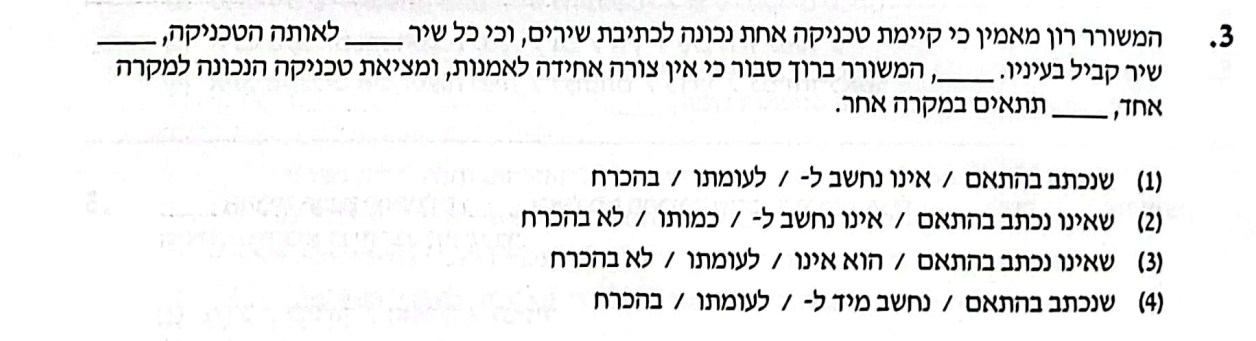 3. המשורר רון מאמין כי קיימת טכניקה אחת נכונה לכתיבת שירים, וכי כל שיר ____ לאותה הטכניקה, ____
שיר קביל בעיניו. ____, המשורר ברוך סבור כי אין צורה אחידה לאמנות, ומציאת טכניקה הנכונה למקרה
אחד, ____ תתאים במקרה אחר.
(1) שנכתב בהתאם / אינו נחשב ל- / לעומתו / בהכרח
(2) שאינו נכתב בהתאם / אינו נחשב ל- / כמותו / לא בהכרח
(3) שאינו נכתב בהתאם / הוא אינו / לעומתו / לא בהכרח
(4) שנכתב בהתאם / נחשב מיד ל- / לעומתו / בהכרח